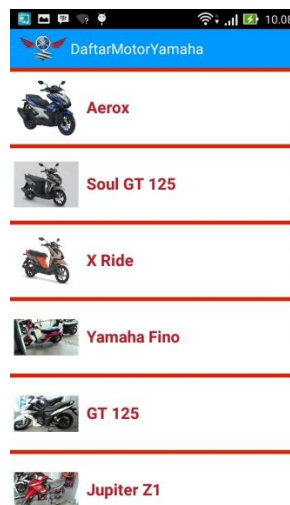 10.08
DaftarMotorYamaha
Aerox
Soul GT 125
X Ride
Yamaha Fino
GT 125
Jupiter Z1